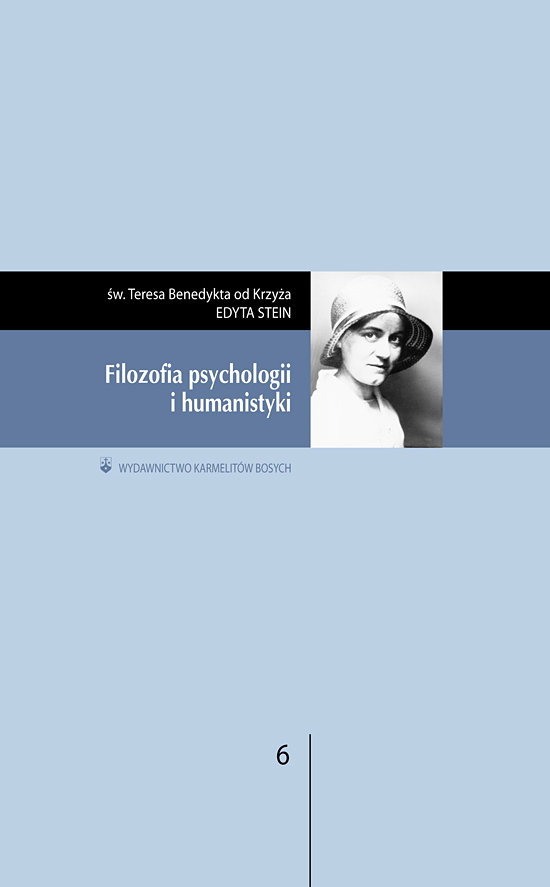 św. Teresa Benedykta od Krzyża
EDYTA STEIN
Filozofia psychologii
i humanistyki
WYDAWNICTWO KARMELITÓW BOSYCH
6